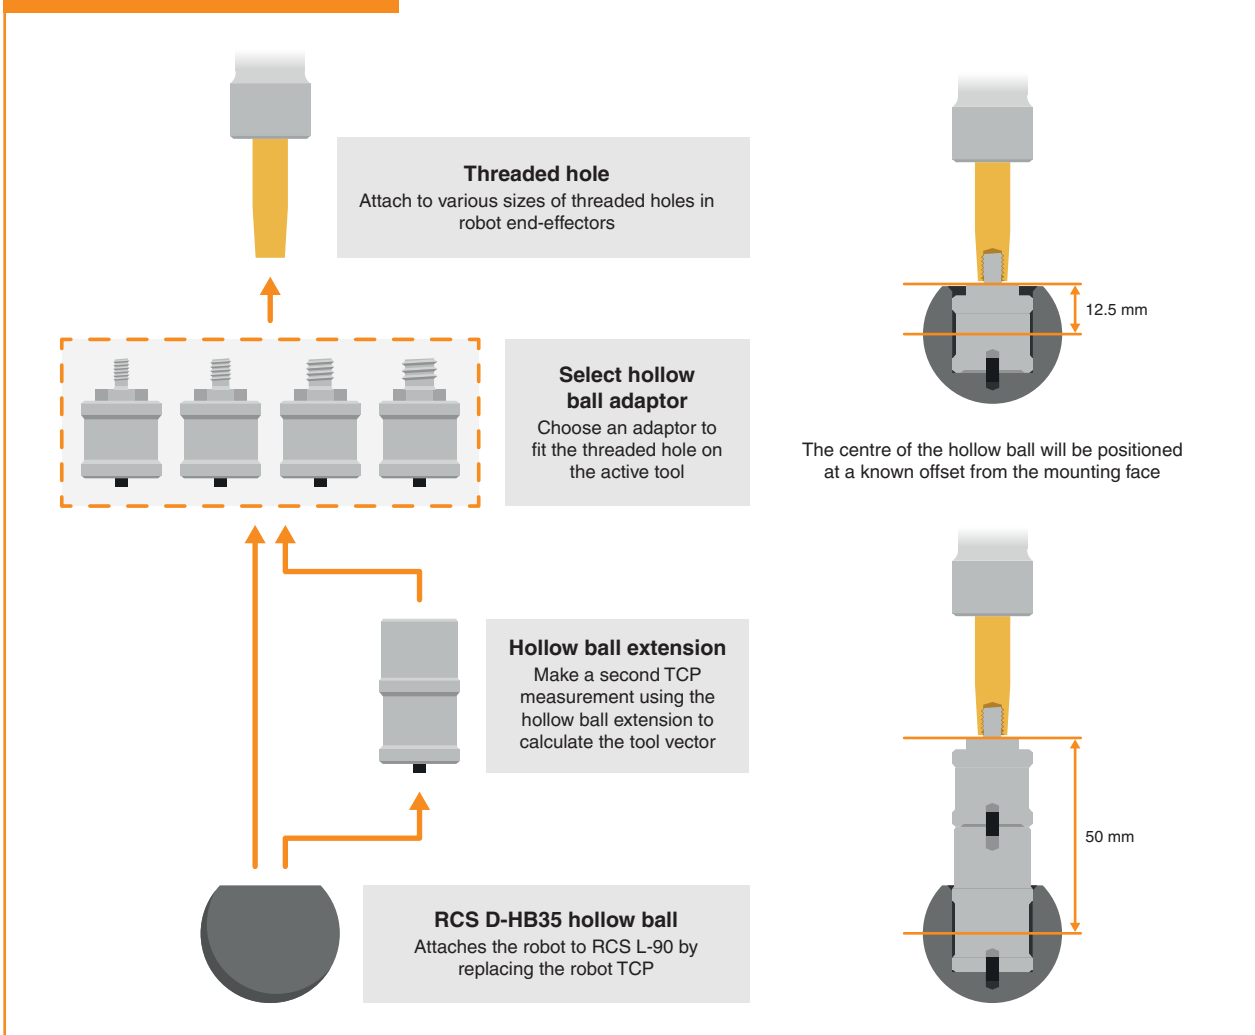 Threaded hole
Attach to various sizes of threaded holes in
robot end-effectors
12.5 mm
Select hollow
ball adaptor
Choose an adaptor to
fit the threaded hole on
the active tool
The centre of the hollow ball will be positioned
at a known offset from the mounting face
Hollow ball extension
Make a second TCP
measurement using the
hollow ball extension to
calculate the tool vector
50 mm
RCS D-HB35 hollow ball
Attaches the robot to RCS L-90 by
replacing the robot TCP